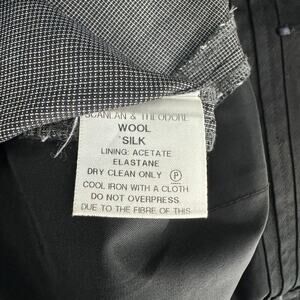 SCANLAN & THEODORE
WOOL
SILK
LINING: ACETATE
ELASTANE
DRY CLEAN ONLY Ⓟ
COOL IRON WITH A CLOTH
DO NOT OVERPRESS.
DUE TO THE FIBRE OF THIS